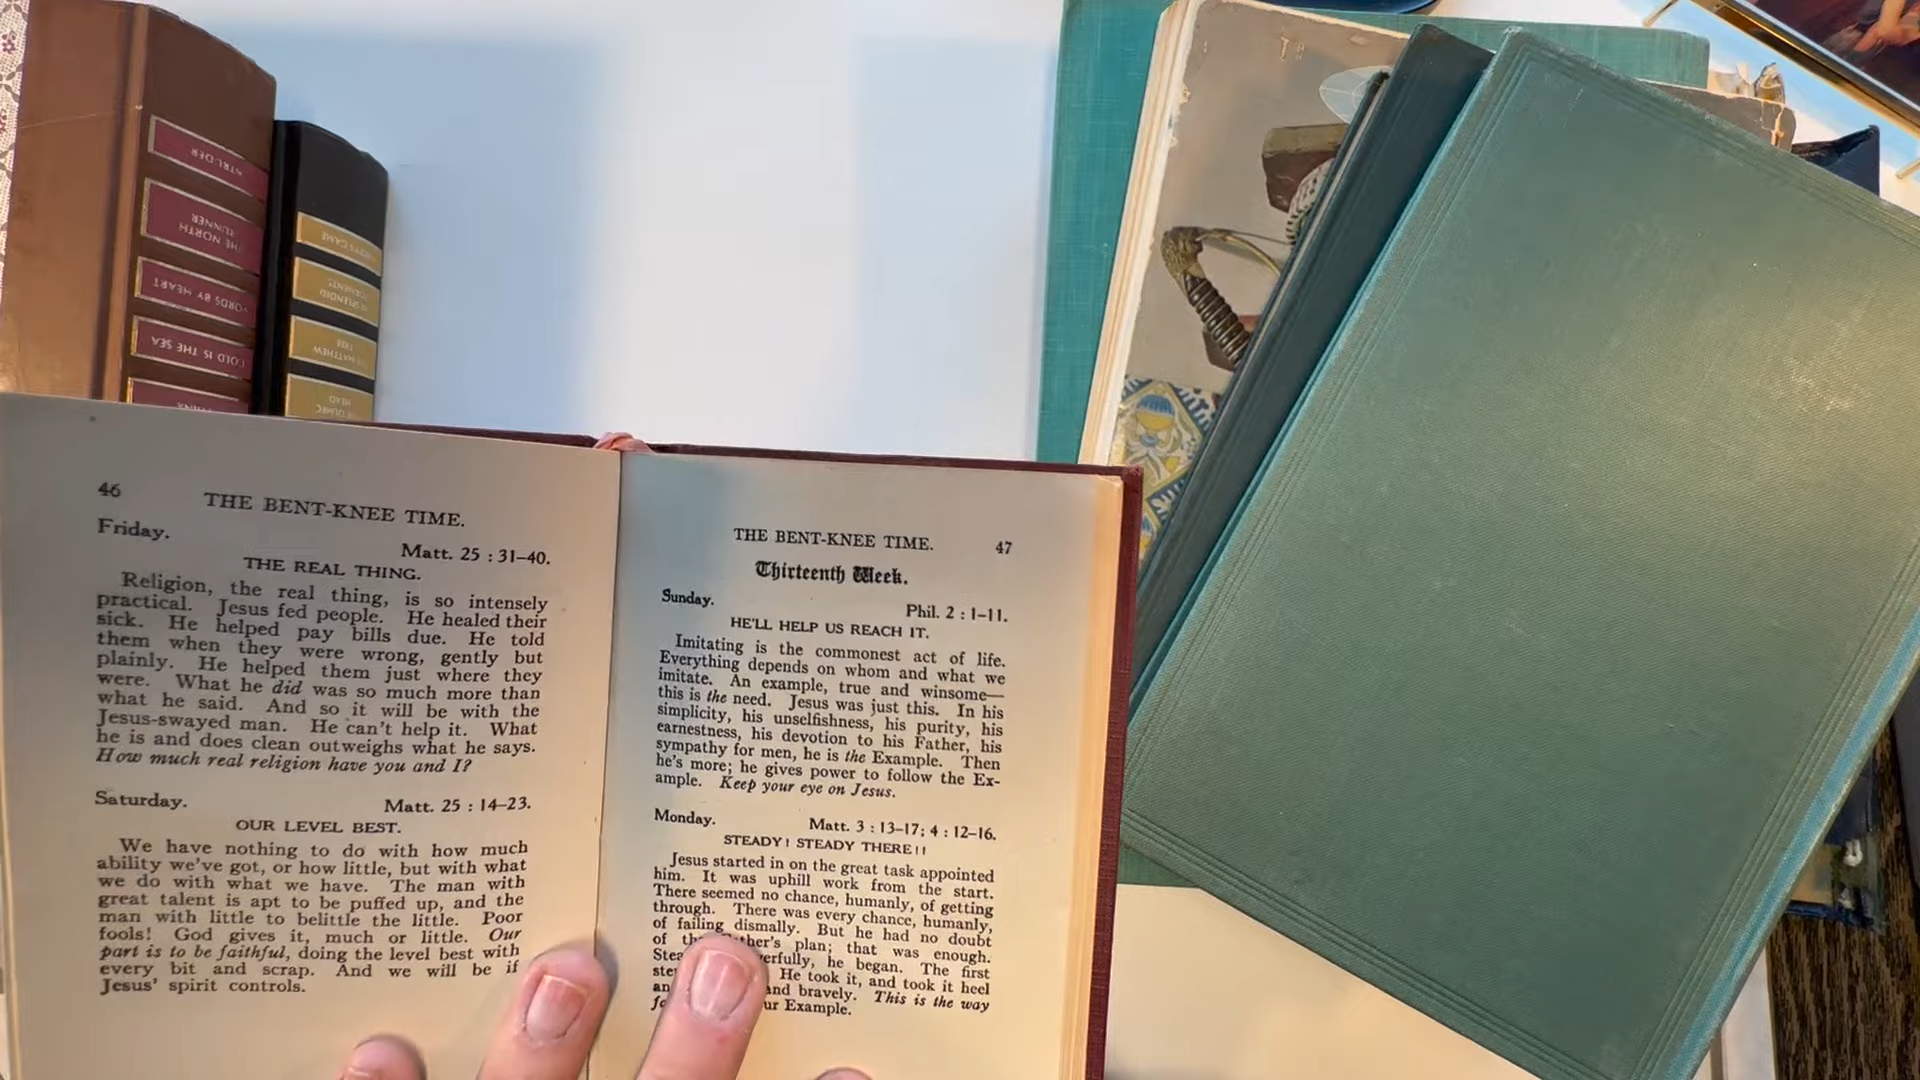 THE NORTH
RUNNER
WORDS BY HEART
COLD IS THE SEA
46
THE BENT-KNEE TIME.
Friday.
Matt. 25 : 31–40.
THE REAL THING.
Religion, the real thing, is so intensely
practical. Jesus fed people. He healed their
sick. He helped pay bills due. He told
them when they were wrong, gently but
plainly. He helped them just where they
were. What he did was so much more than
what he said. And so it will be with the
Jesus-swayed man. He can't help it. What
he is and does clean outweighs what he says.
How much real religion have you and I?
Saturday.
Matt. 25 : 14–23.
OUR LEVEL BEST.
We have nothing to do with how much
ability we've got, or how little, but with what
we do with what we have. The man with
great talent is apt to be puffed up, and the
man with little to belittle the little. Poor
fools! God gives it, much or little. Our
part is to be faithful, doing the level best with
every bit and scrap. And we will be if
Jesus' spirit controls.
THE BENT-KNEE TIME.
47
Thirteenth Week.
Sunday.
Phil. 2 : 1–11.
HE'LL HELP US REACH IT.
Imitating is the commonest act of life.
Everything depends on whom and what we
imitate. An example, true and winsome—
this is the need. Jesus was just this. In his
simplicity, his unselfishness, his purity, his
earnestness, his devotion to his Father, his
sympathy for men, he is the Example. Then
he's more; he gives power to follow the Ex-
ample. Keep your eye on Jesus.
Monday.
Matt. 3 : 13–17; 4 : 12–16.
STEADY! STEADY THERE!!
Jesus started in on the great task appointed
him. It was uphill work from the start.
There seemed no chance, humanly, of getting
through. There was every chance, humanly,
of failing dismally. But he had no doubt
of plan; that was enough.
he began. The first
He took it, and took it heel
and bravely. This is the way
Example.